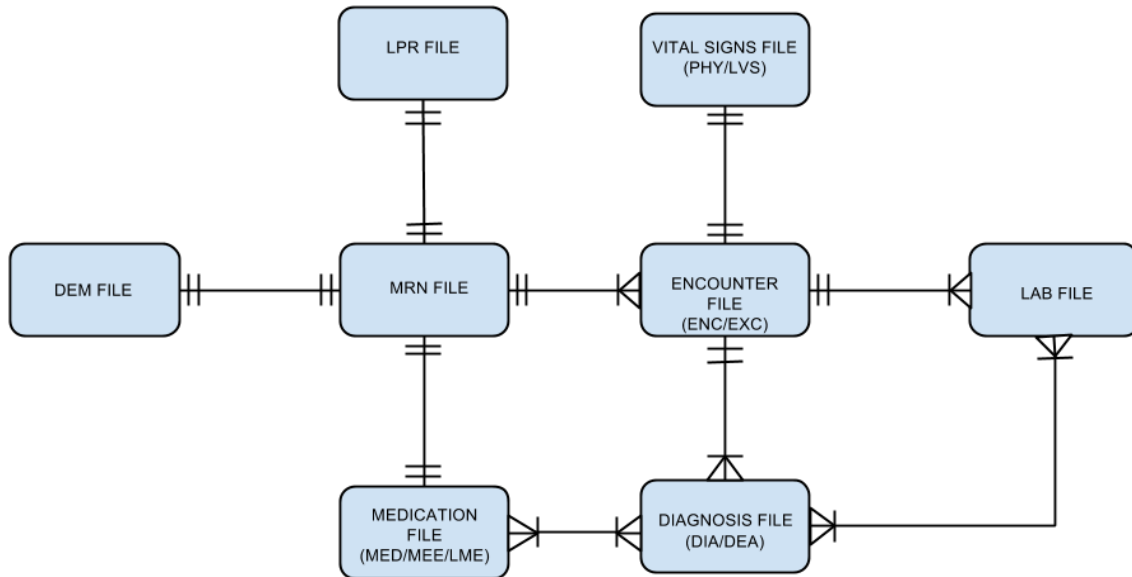 LPR FILE
VITAL SIGNS FILE
(PHY/LVS)
DEM FILE
MRN FILE
ENCOUNTER
FILE
(ENC/EXC)
LAB FILE
MEDICATION
FILE
(MED/MEE/LME)
DIAGNOSIS FILE
(DIA/DEA)